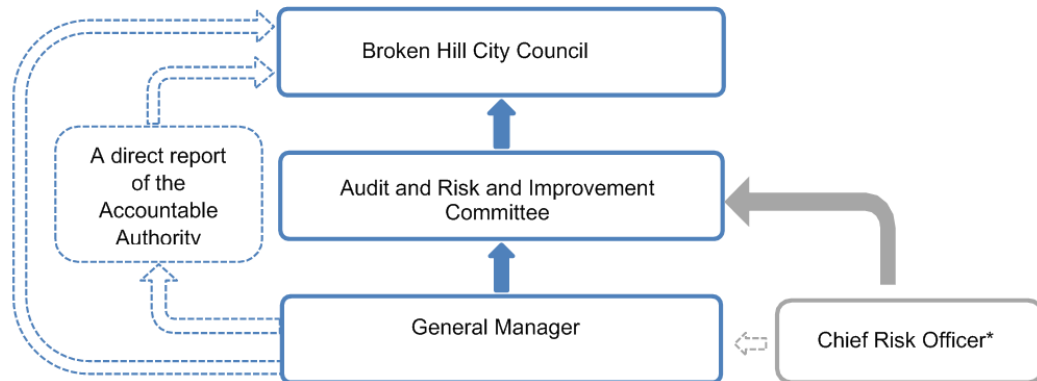 Broken Hill City Council
A direct report
of the
Accountable
Authority
Audit and Risk and Improvement
Committee
General Manager
Chief Risk Officer*